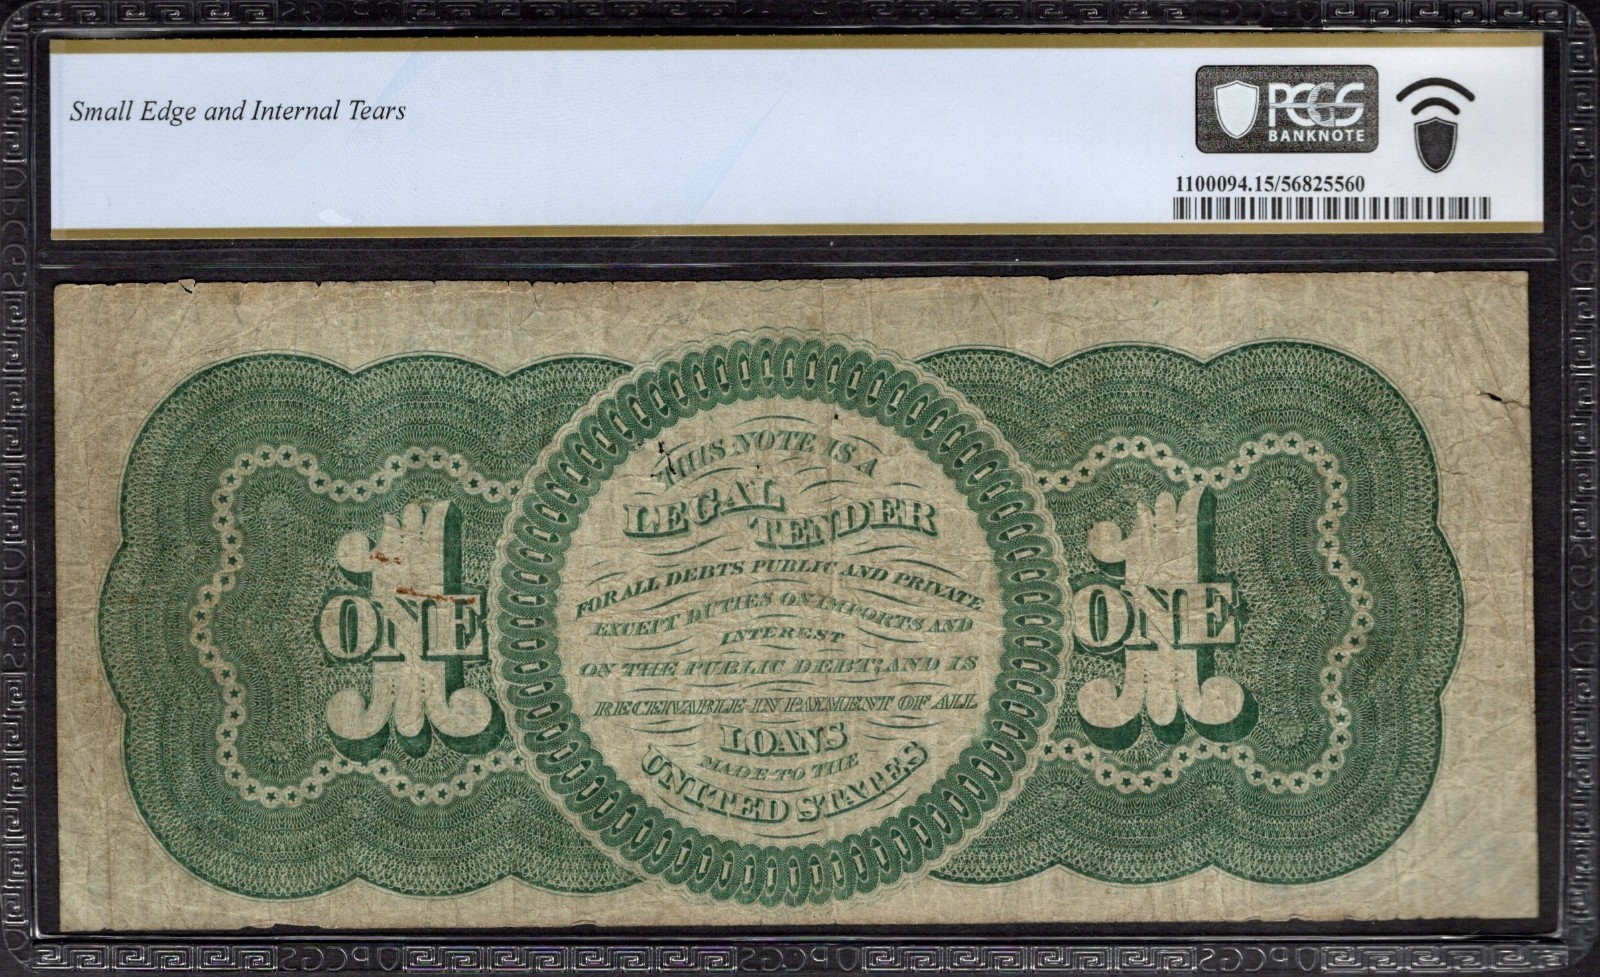 Small Edge and Internal Tears
PCGS
BANKNOTE
1100094.15/56825560
THIS NOTE IS A
LEGAL
TENDER
FOR ALL DEBTS PUBLIC AND PRIVATE
EXCEPT DUTIES ON IMPORTS AND
INTEREST
ON THE PUBLIC DEBT; AND IS
RECEIVABLE IN PAYMENT OF ALL
LOANS
MADE TO THE
UNITED STATES
1
ONE
1
ONE